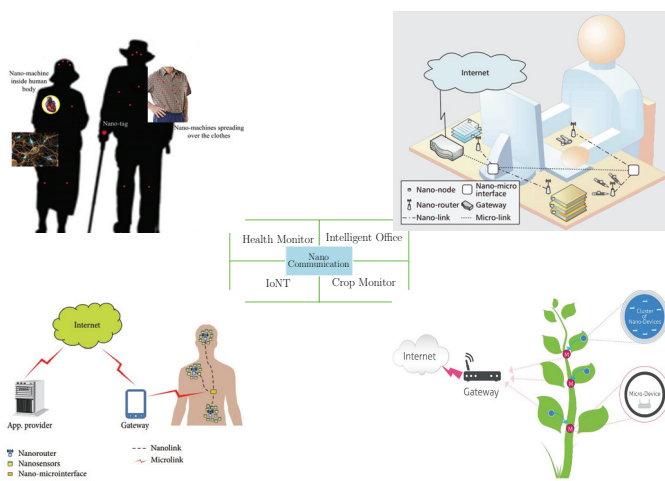 Nano-machine
inside human
body
Nano-tag
Nano-machines spreading
over the clothes
Internet
Nano-node
Nano-micro
interface
Nano-router
Gateway
Nano-link
Micro-link
Health Monitor
Intelligent Office
Nano
Communication
IoNT
Crop Monitor
Internet
App. provider
Gateway
Nanorouter
Nanosensors
Nano-microinterface
Nanolink
Microlink
Internet
Gateway
Cluster
of
Nano-Devices
Micro-Device
M
M
M